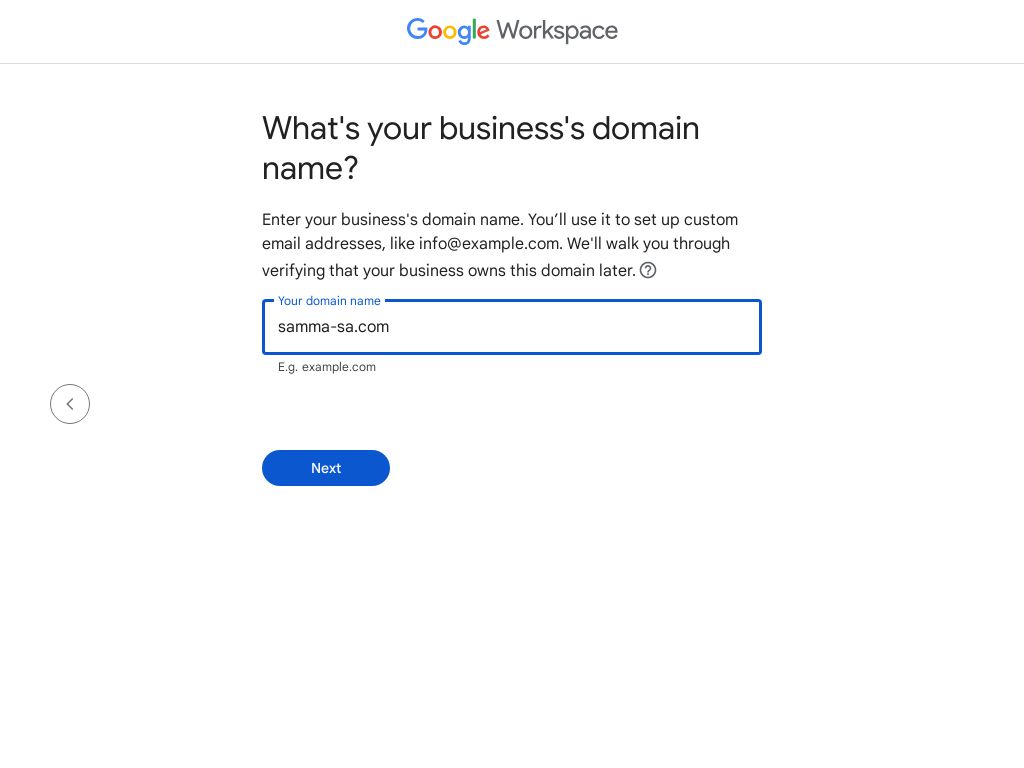 Google Workspace
What's your business's domain
name?
Enter your business's domain name. You’ll use it to set up custom
email addresses, like info@example.com. We'll walk you through
verifying that your business owns this domain later.
Your domain name
samma-sa.com
E.g. example.com
Next